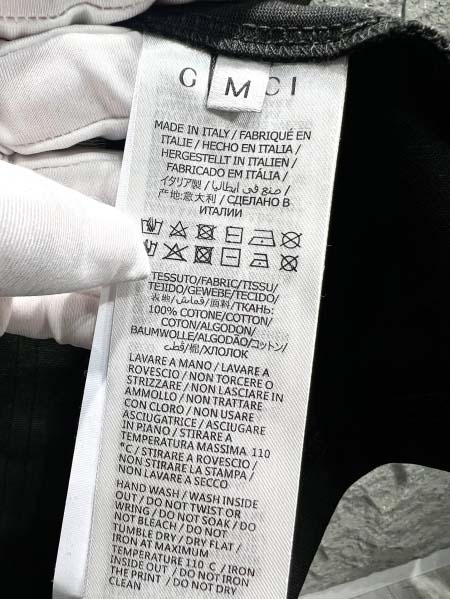 G CI
M
MADE IN ITALY / FABRIQUÉ EN
ITALIE / HECHO EN ITALIA /
HERGESTELLT IN ITALIEN /
FABRICADO EM ITÁLIA /
イタリア製 / صنع في ايطاليا /
产地:意大利 / СДЕЛАНО В
ИТАЛИИ
TESSUTO/FABRIC/TISSU/
TEJIDO/GEWEBE/TECIDO/
表地/قماش/面料/ТКАНЬ:
100% COTONE/COTTON/
COTON/ALGODON/
BAUMWOLLE/ALGODÃO/コットン/
قطن/棉/ХЛОПОК
LAVARE A MANO / LAVARE A
ROVESCIO / NON TORCERE O
STRIZZARE / NON LASCIARE IN
AMMOLLO / NON TRATTARE
CON CLORO / NON USARE
ASCIUGATRICE / ASCIUGARE
IN PIANO / STIRARE A
TEMPERATURA MASSIMA 110
°C / STIRARE A ROVESCIO /
NON STIRARE LA STAMPA /
NON LAVARE A SECCO
HAND WASH / WASH INSIDE
OUT / DO NOT TWIST OR
WRING / DO NOT SOAK / DO
NOT BLEACH / DO NOT
TUMBLE DRY / DRY FLAT /
IRON AT MAXIMUM
TEMPERATURE 110 °C / IRON
INSIDE OUT / DO NOT IRON
THE PRINT / DO NOT DRY
CLEAN